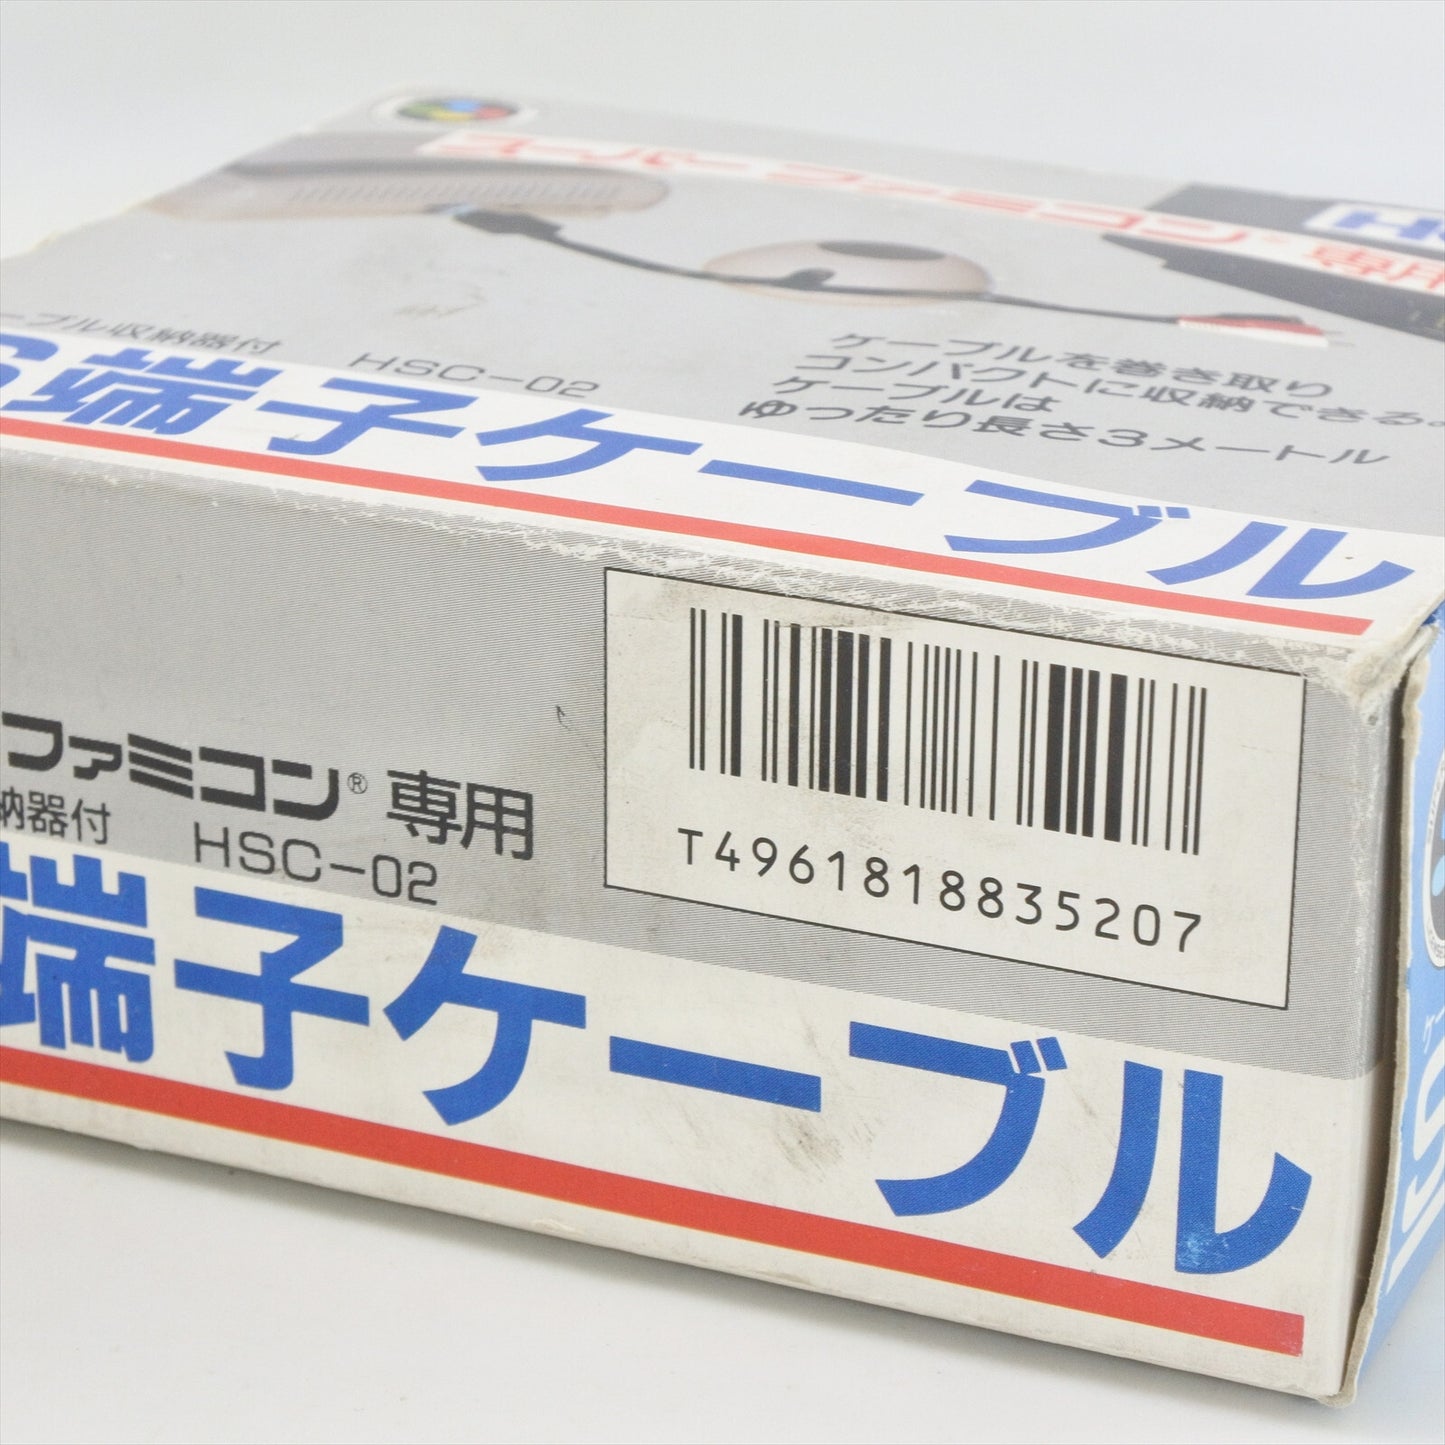 スーパーファミコン® 専用
ーブル収納器付
HSC-02
ケーブルを巻き取り
コンパクトに収納できる。
ケーブルは
ゆったり長さ3メートル
S端子ケーブル
ファミコン® 専用
納器付
HSC-02
端子ケーブル
T4961818835207